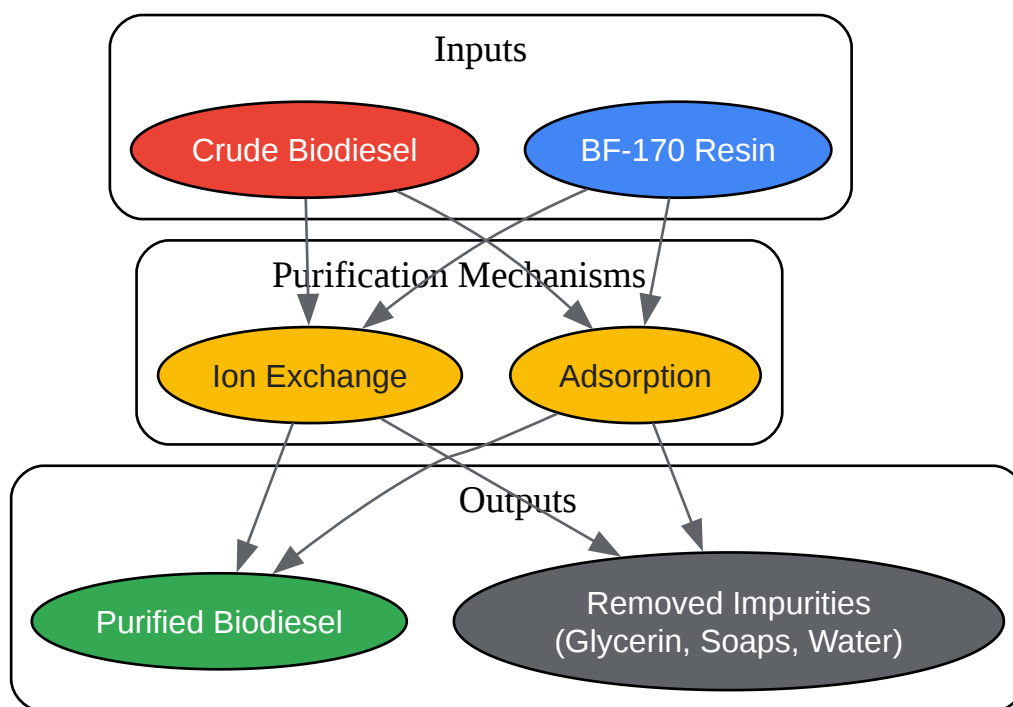 Inputs
Crude Biodiesel
BF-170 Resin
Purification Mechanisms
Ion Exchange
Adsorption
Outputs
Purified Biodiesel
Removed Impurities
(Glycerin, Soaps, Water)